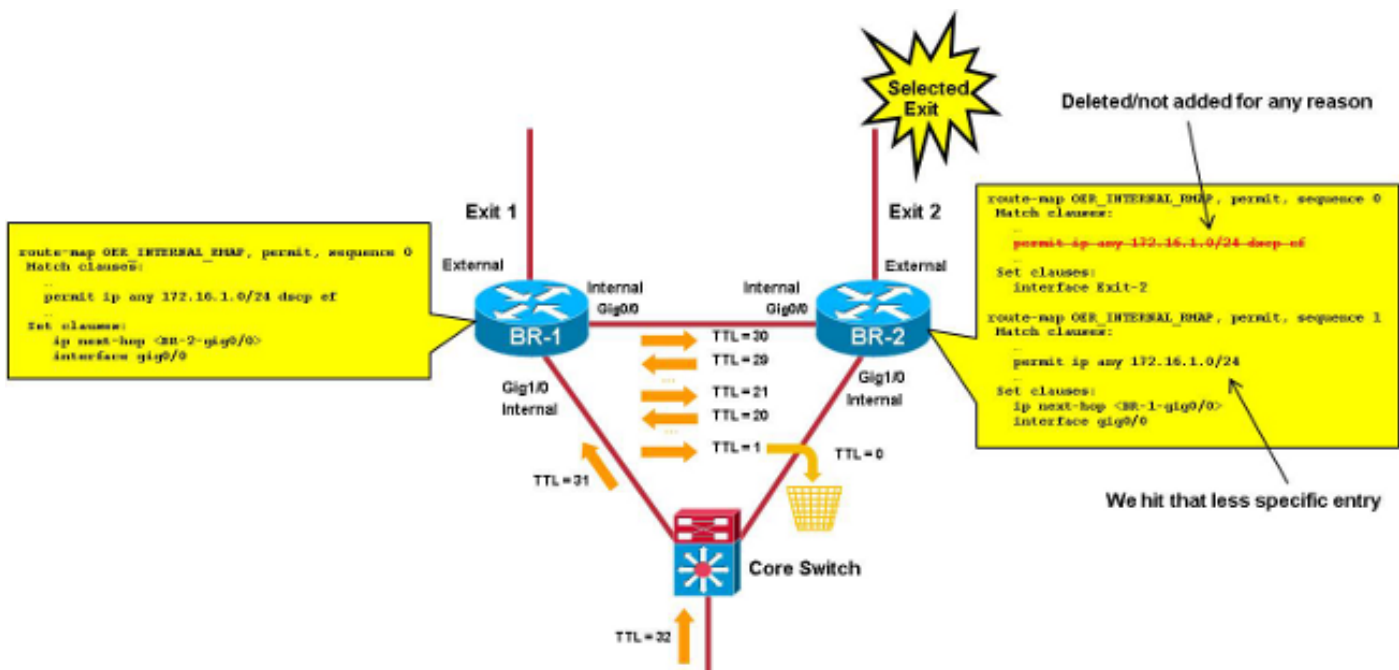 Selected
Exit
Deleted/not added for any reason
Exit 1
Exit 2
route-map OER_INTERNAL_RMAP, permit, sequence 0
Match clauses:
…
permit ip any 172.16.1.0/24 dscp ef
…
Set clauses:
ip next-hop <BR-2-gig0/0>
interface gig0/0
route-map OER_INTERNAL_RMAP, permit, sequence 0
Match clauses:
…
permit ip any 172.16.1.0/24 dscp ef
…
Set clauses:
interface Exit-2
route-map OER_INTERNAL_RMAP, permit, sequence 1
Match clauses:
…
permit ip any 172.16.1.0/24
…
Set clauses:
ip next-hop <BR-1-gig0/0>
interface gig0/0
External
External
Internal
Gig0/0
Internal
Gig0/0
BR-1
BR-2
TTL = 30
TTL = 29
...
TTL = 21
TTL = 20
...
TTL = 1
TTL = 0
Gig1/0
Internal
Gig1/0
Internal
TTL = 31
We hit that less specific entry
Core Switch
TTL = 32